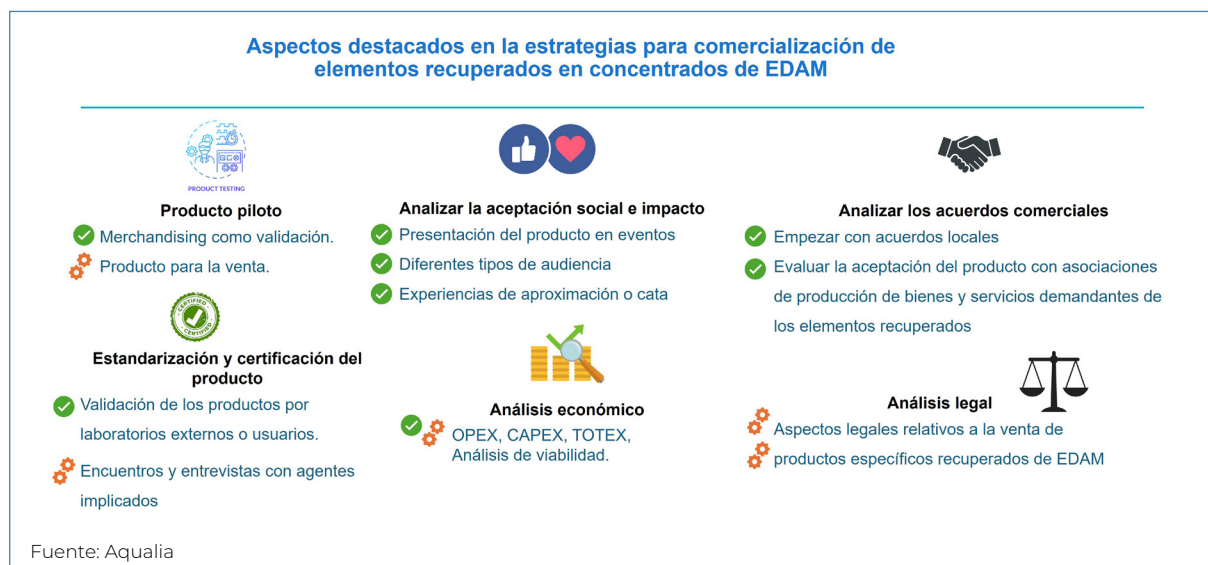 Aspectos destacados en la estrategias para comercialización de
elementos recuperados en concentrados de EDAM
PRODUCT TESTING
Producto piloto
Merchandising como validación.
Producto para la venta.
Analizar la aceptación social e impacto
Presentación del producto en eventos
Diferentes tipos de audiencia
Experiencias de aproximación o cata
Analizar los acuerdos comerciales
Empezar con acuerdos locales
Evaluar la aceptación del producto con asociaciones
de producción de bienes y servicios demandantes de
los elementos recuperados
CERTIFIED
CERTIFIED
Estandarización y certificación del
producto
Validación de los productos por
laboratorios externos o usuarios.
Encuentros y entrevistas con agentes
implicados
Análisis económico
OPEX, CAPEX, TOTEX,
Análisis de viabilidad.
Análisis legal
Aspectos legales relativos a la venta de
productos específicos recuperados de EDAM
Fuente: Aqualia